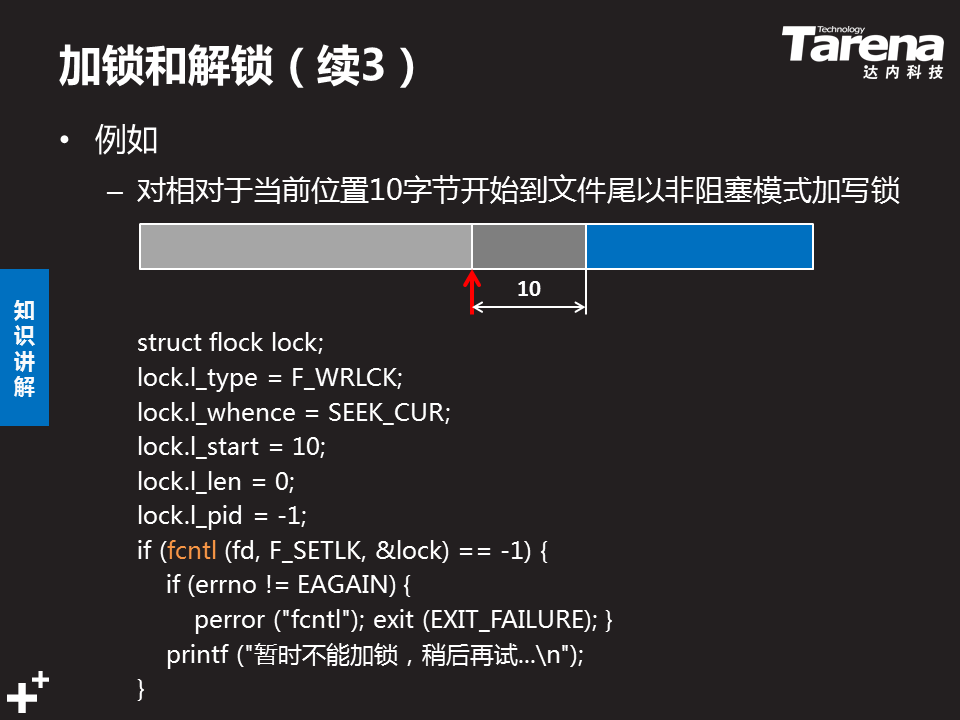 加锁和解锁（续3）
Technology
Tarena
达内科技
• 例如
– 对相对于当前位置10字节开始到文件尾以非阻塞模式加写锁
10
知识讲解
struct flock lock;
lock.l_type = F_WRLCK;
lock.l_whence = SEEK_CUR;
lock.l_start = 10;
lock.l_len = 0;
lock.l_pid = -1;
if (fcntl (fd, F_SETLK, &lock) == -1) {
    if (errno != EAGAIN) {
        perror ("fcntl"); exit (EXIT_FAILURE); }
    printf ("暂时不能加锁，稍后再试...\n");
}